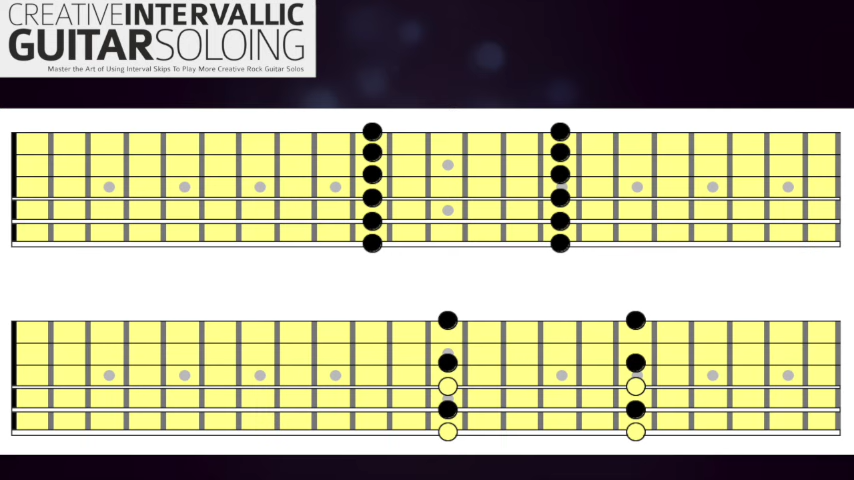 CREATIVEINTERVALLIC
GUITARSOLOING
Master the Art of Using Interval Skips To Play More Creative Rock Guitar Solos